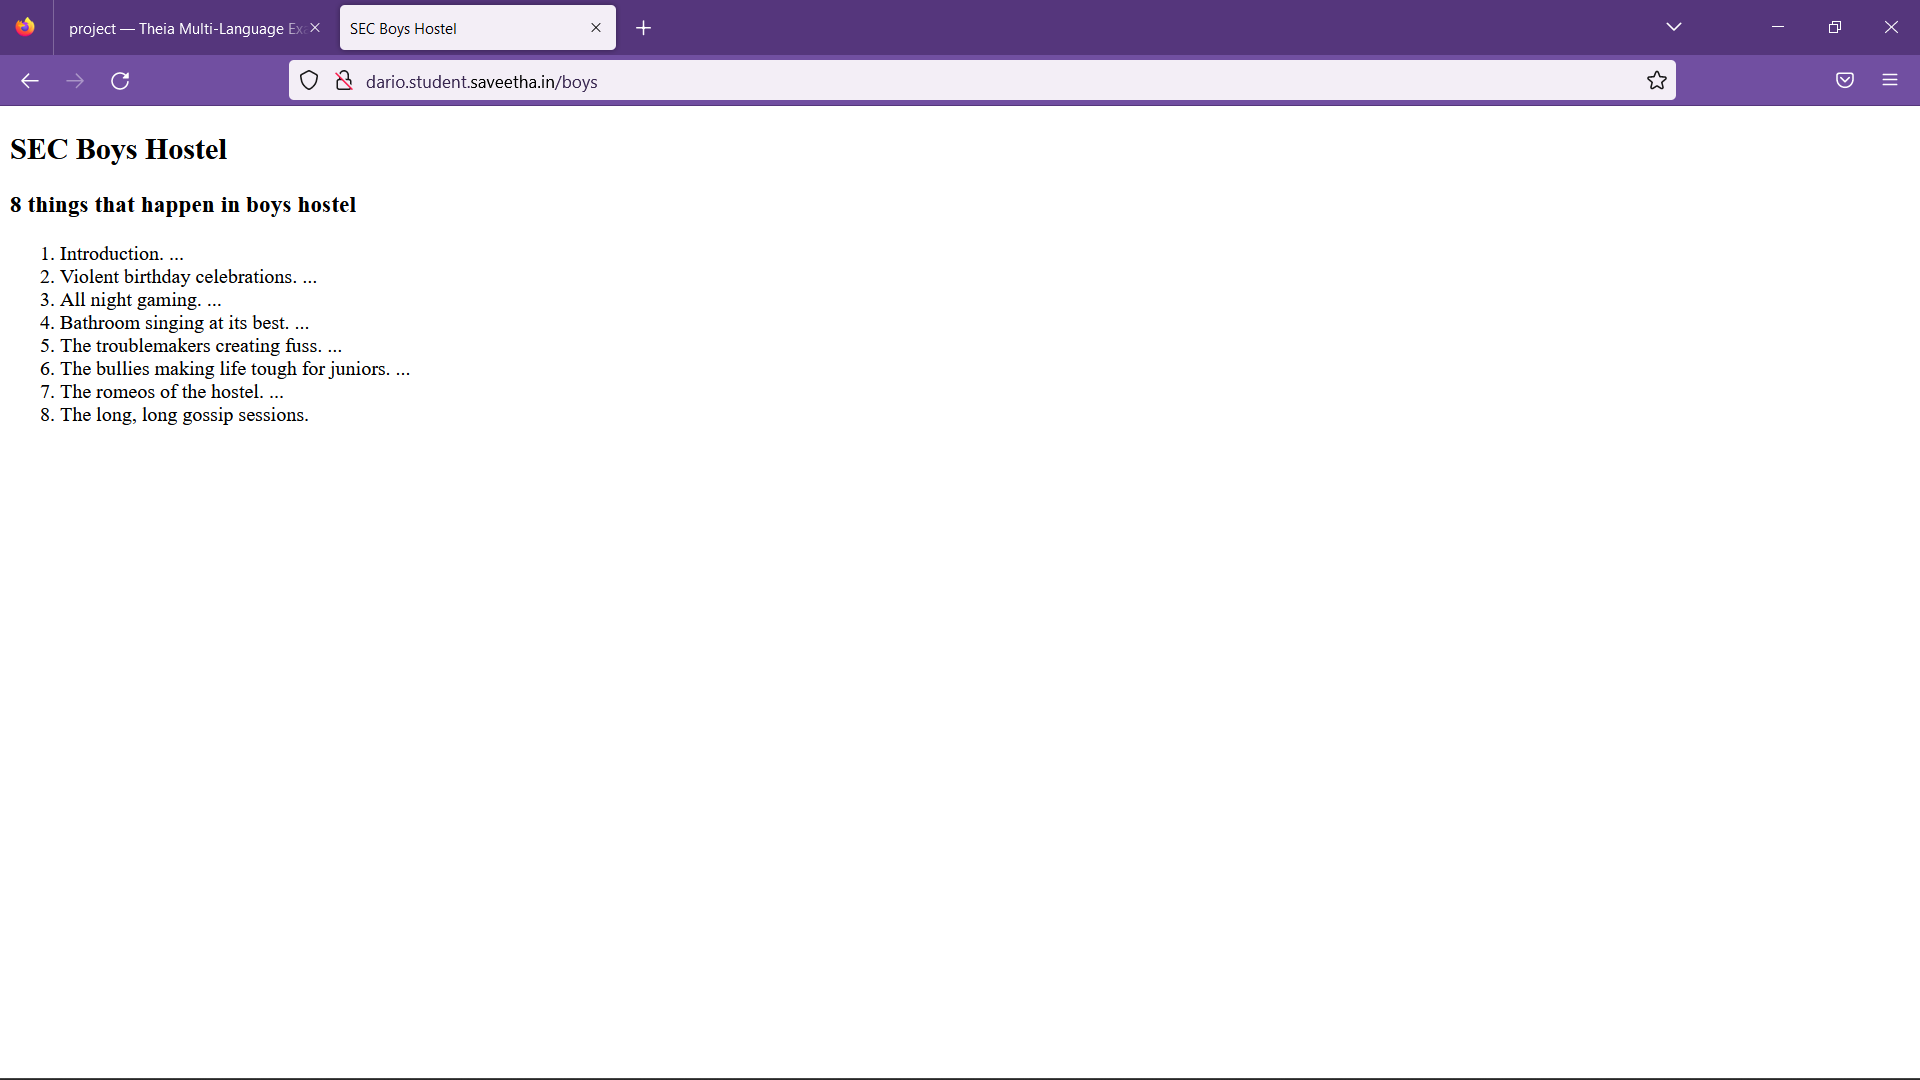 project — Theia Multi-Language Ex
SEC Boys Hostel
dario.student.saveetha.in/boys
SEC Boys Hostel
8 things that happen in boys hostel
1. Introduction. ...
2. Violent birthday celebrations. ...
3. All night gaming. ...
4. Bathroom singing at its best. ...
5. The troublemakers creating fuss. ...
6. The bullies making life tough for juniors. ...
7. The romeos of the hostel. ...
8. The long, long gossip sessions.